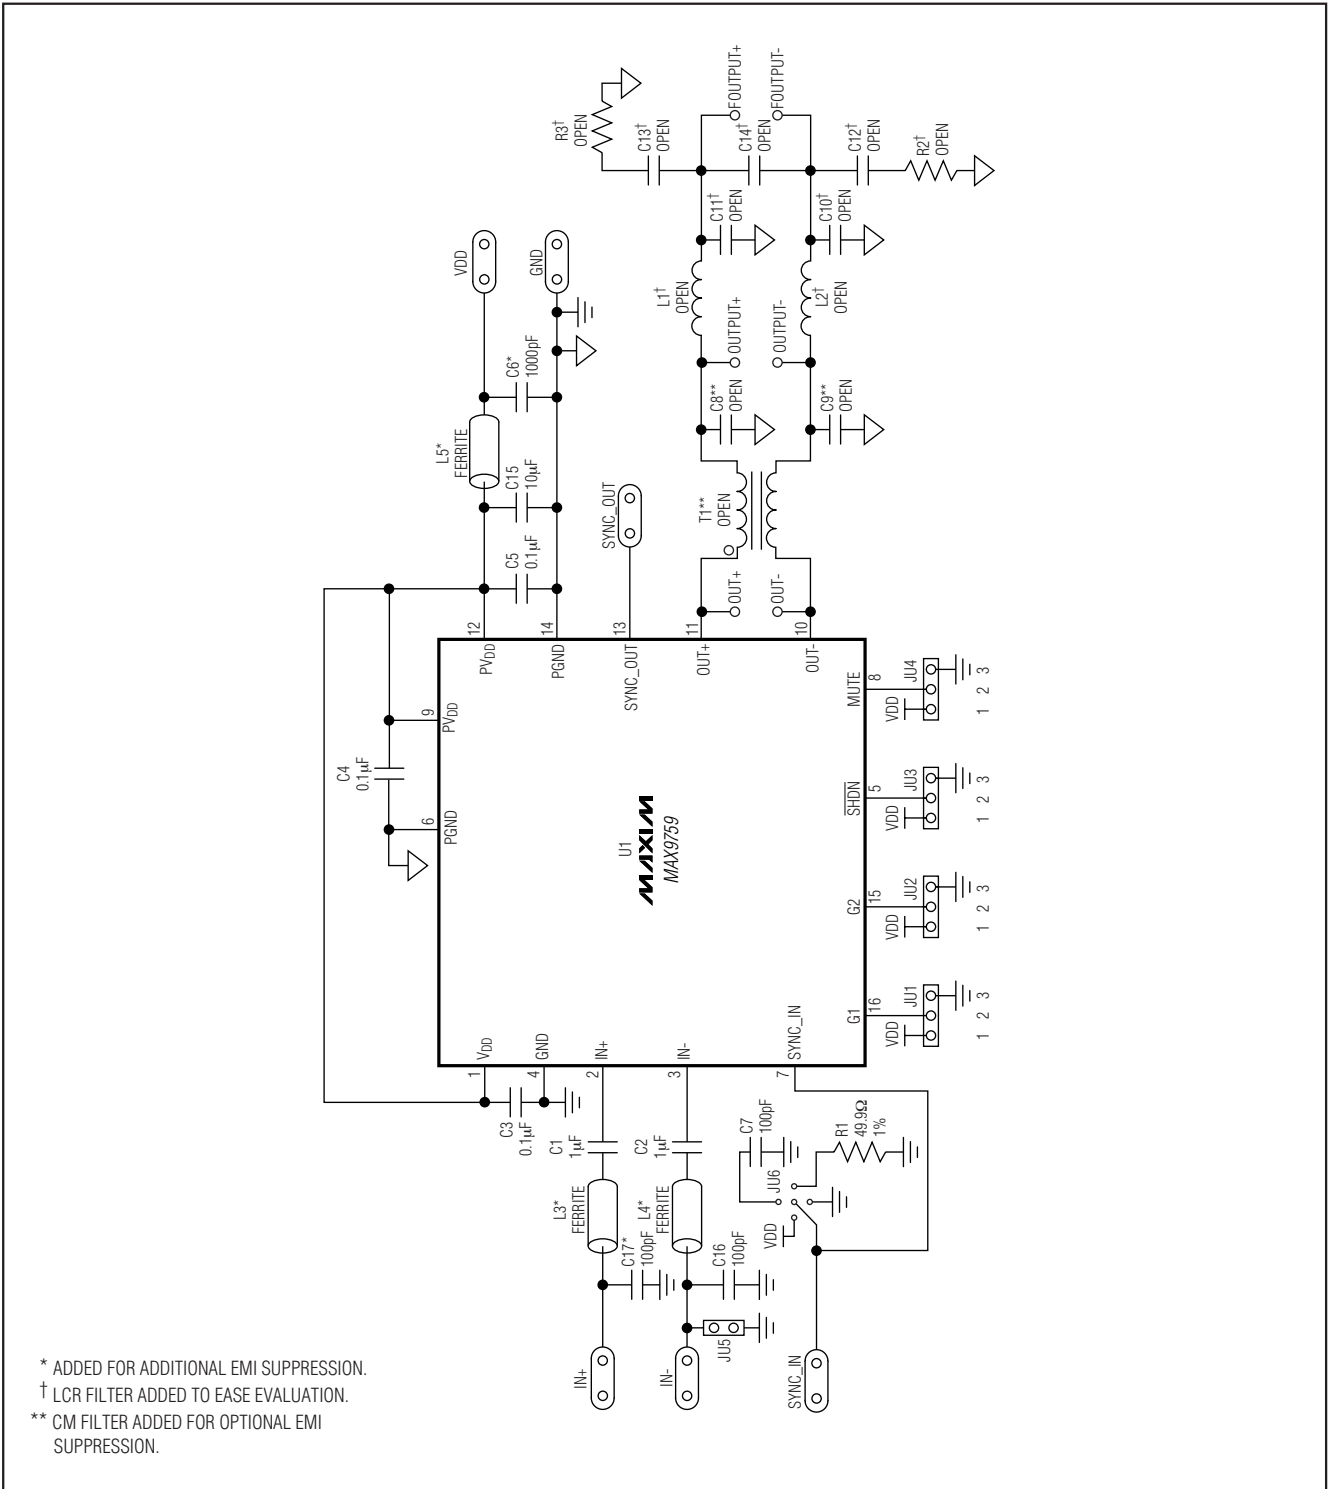 R3†
OPEN
C13†
OPEN
FOUTPUT+
C14†
OPEN
FOUTPUT-
C12†
OPEN
R2†
OPEN
C11†
OPEN
C10†
OPEN
VDD
GND
L1†
OPEN
OUTPUT+
OUTPUT-
L2†
OPEN
C6*
1000pF
L5*
FERRITE
C8**
OPEN
C9**
OPEN
C15
10µF
SYNC_OUT
T1**
OPEN
C5
0.1µF
OUT+
OUT-
12
14
13
11
10
PVDD
PGND
SYNC_OUT
OUT+
OUT-
C4
0.1µF
9
PVDD
6
PGND
MUTE
8
VDD
JU4
1 2 3
SHDN
5
VDD
JU3
1 2 3
U1
MAXIM
MAX9759
G2
15
VDD
JU2
1 2 3
G1
16
VDD
JU1
1 2 3
VDD
GND
IN+
IN-
SYNC_IN
1
4
2
3
7
C3
0.1µF
C1
1µF
C2
1µF
C7
100pF
R1
49.9Ω
1%
JU6
VDD
L3*
FERRITE
L4*
FERRITE
C17*
100pF
C16
100pF
JU5
IN+
IN-
SYNC_IN
* ADDED FOR ADDITIONAL EMI SUPPRESSION.
† LCR FILTER ADDED TO EASE EVALUATION.
** CM FILTER ADDED FOR OPTIONAL EMI
SUPPRESSION.